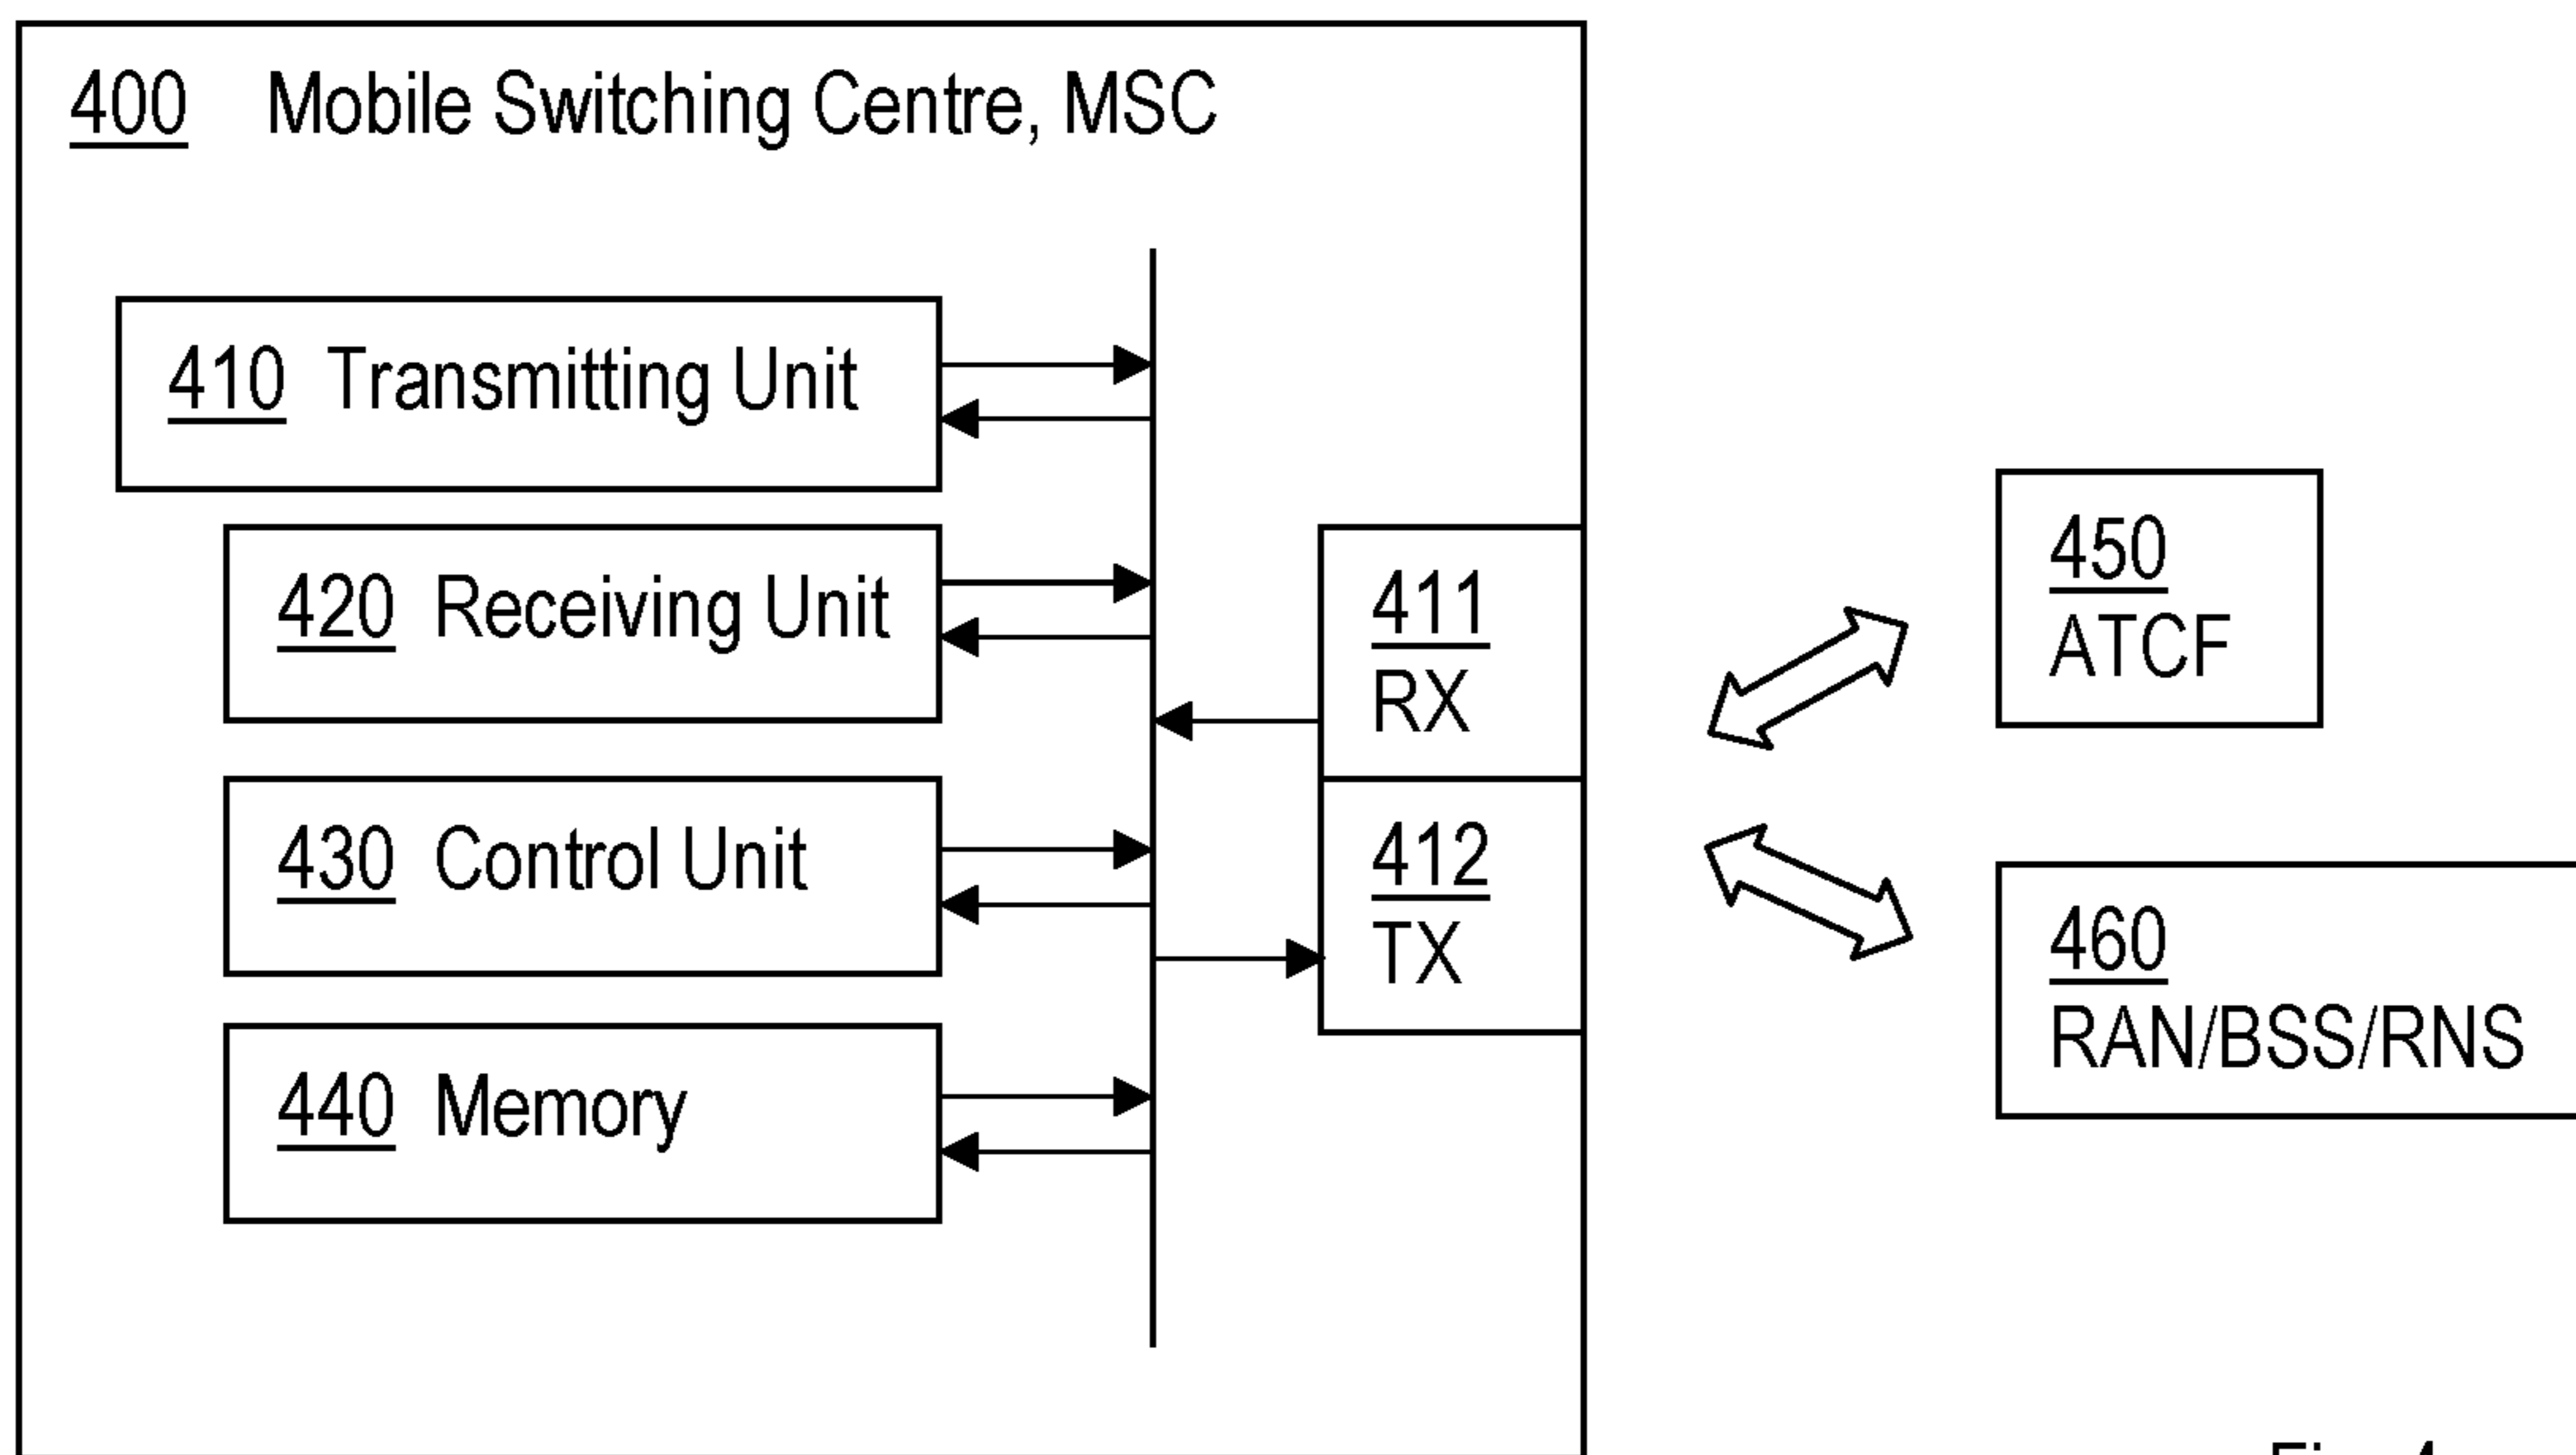 400 Mobile Switching Centre, MSC
410 Transmitting Unit
420 Receiving Unit
430 Control Unit
440 Memory
411
RX
412
TX
450
ATCF
460
RAN/BSS/RNS